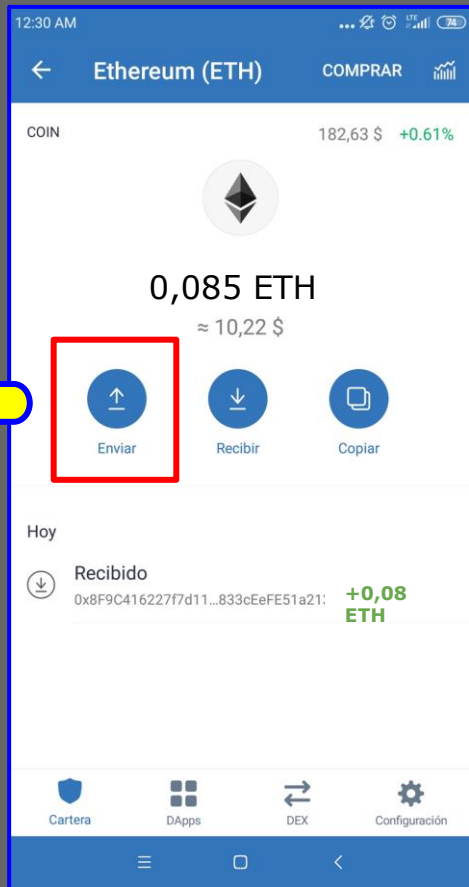 12:30 AM
LTE
74
Ethereum (ETH)
COMPRAR
COIN
182,63 $ +0.61%
0,085 ETH
≈ 10,22 $
Enviar
Recibir
Copiar
Hoy
Recibido
0x8F9C416227f7d11…833cEeFE51a21
+0,08
ETH
Cartera
DApps
DEX
Configuración